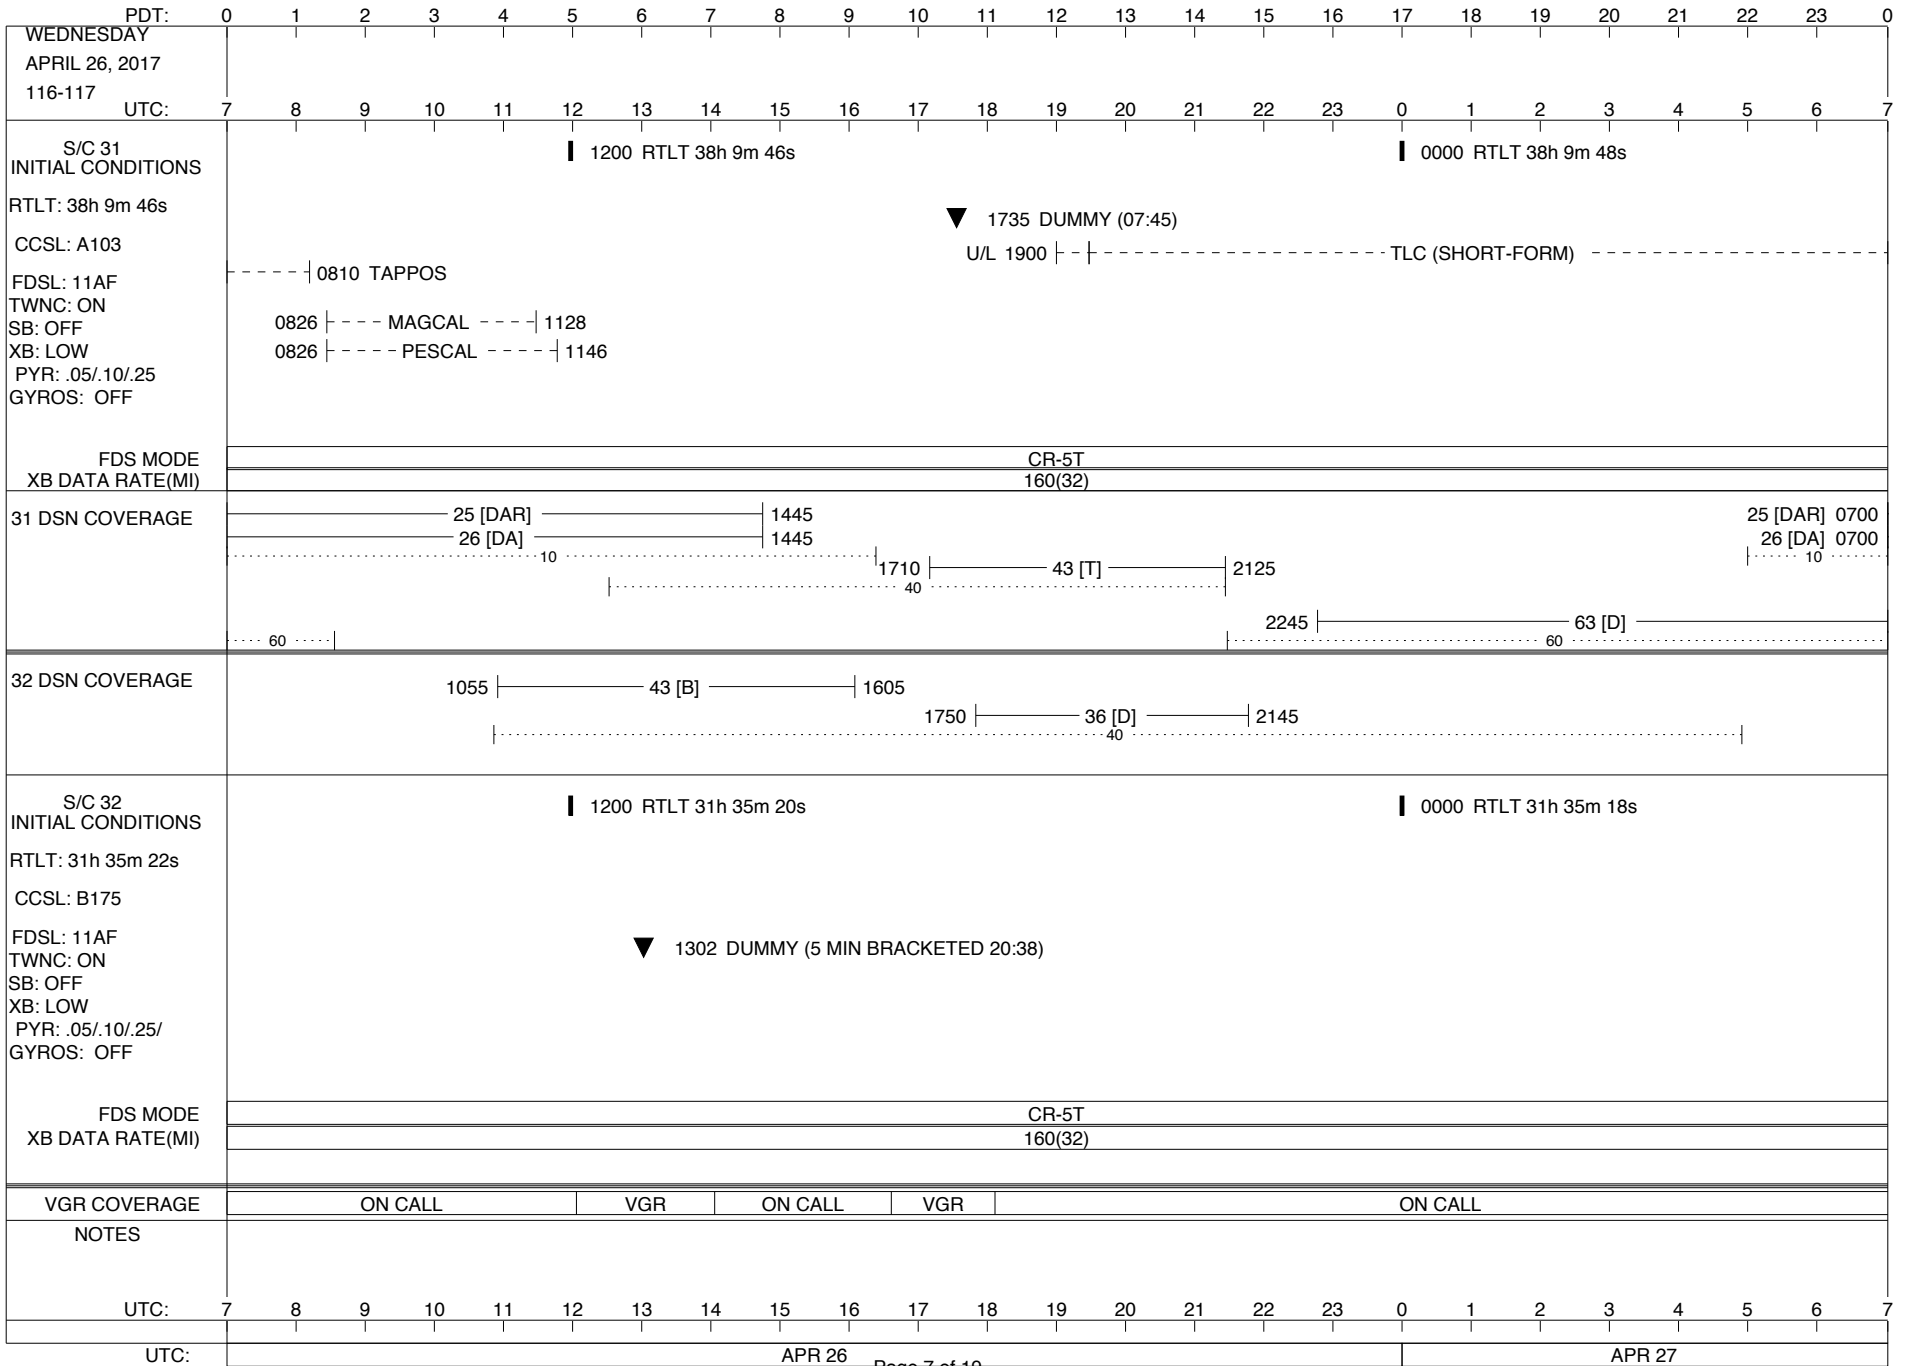 PDT: 0 1 2 3 4 5 6 7 8 9 10 11 12 13 14 15 16 17 18 19 20 21 22 23 0
WEDNESDAY
APRIL 26, 2017
116-117
UTC: 7 8 9 10 11 12 13 14 15 16 17 18 19 20 21 22 23 0 1 2 3 4 5 6 7
S/C 31
INITIAL CONDITIONS
1200 RTLT 38h 9m 46s
0000 RTLT 38h 9m 48s
RTLT: 38h 9m 46s
1735 DUMMY (07:45)
CCSL: A103
U/L 1900 TLC (SHORT-FORM)
0810 TAPPOS
FDSL: 11AF
TWNC: ON
SB: OFF
0826 MAGCAL 1128
XB: LOW
0826 PESCAL 1146
PYR: .05/.10/.25
GYROS: OFF
FDS MODE CR-5T
XB DATA RATE(MI) 160(32)
31 DSN COVERAGE
25 [DAR] 1445
25 [DAR] 0700
26 [DA] 1445
26 [DA] 0700
10
10
1710 43 [T] 2125
40
2245 63 [D]
60
60
32 DSN COVERAGE
1055 43 [B] 1605
1750 36 [D] 2145
40
S/C 32
INITIAL CONDITIONS
1200 RTLT 31h 35m 20s
0000 RTLT 31h 35m 18s
RTLT: 31h 35m 22s
CCSL: B175
FDSL: 11AF
1302 DUMMY (5 MIN BRACKETED 20:38)
TWNC: ON
SB: OFF
XB: LOW
PYR: .05/.10/.25/
GYROS: OFF
FDS MODE CR-5T
XB DATA RATE(MI) 160(32)
VGR COVERAGE ON CALL VGR ON CALL VGR ON CALL
NOTES
UTC: 7 8 9 10 11 12 13 14 15 16 17 18 19 20 21 22 23 0 1 2 3 4 5 6 7
UTC: APR 26 APR 27
Page 7 of 19